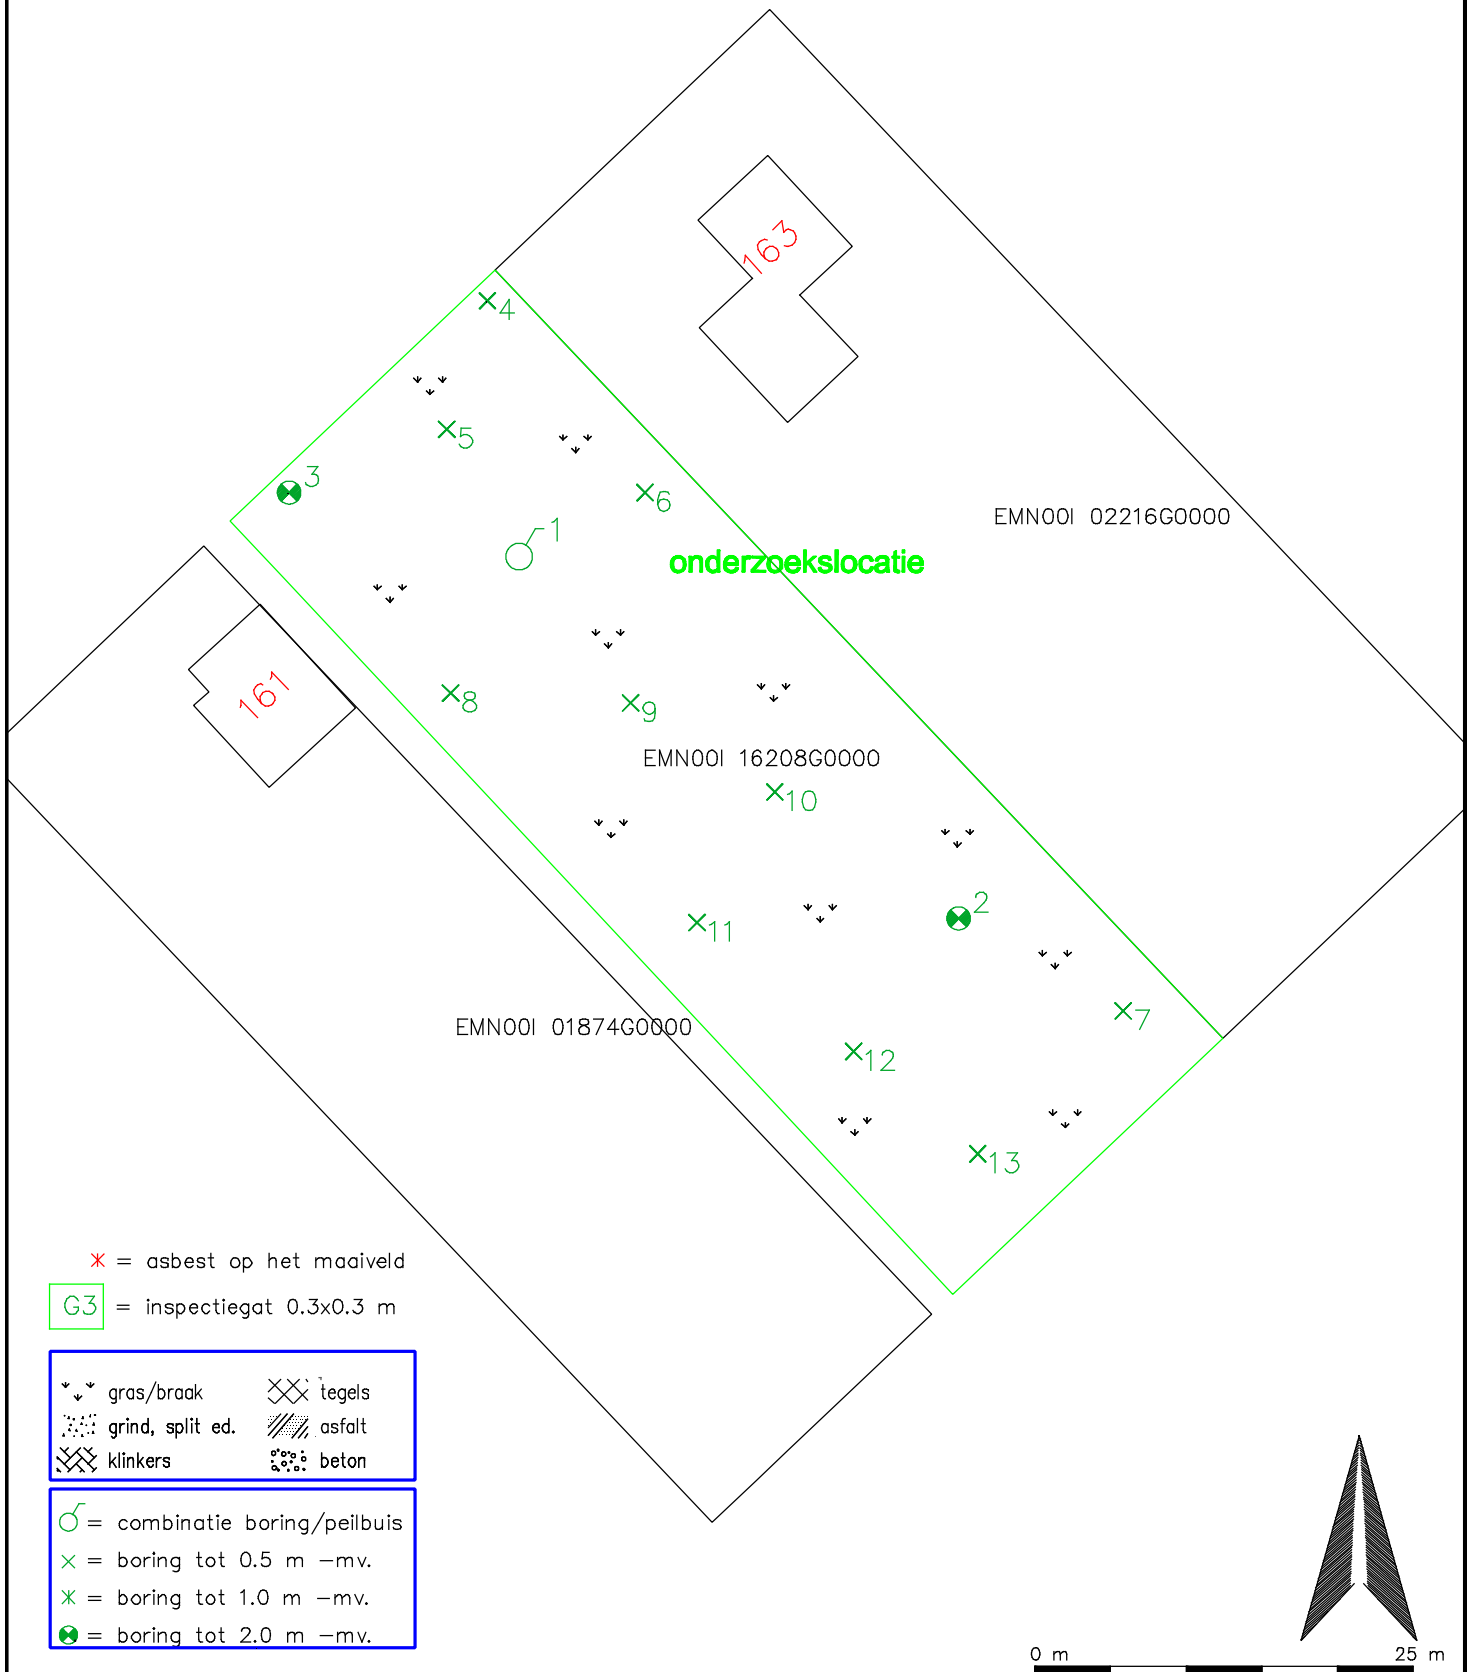 163
4
5
3
6
1
EMN00I 02216G0000
onderzoekslocatie
161
8
9
EMN00I 16208G0000
10
2
11
7
EMN00I 01874G0000
12
13
= asbest op het maaiveld
G3 = inspectiegat 0.3x0.3 m
gras/braak tegels
grind, split ed. asfalt
klinkers beton
= combinatie boring/peilbuis
= boring tot 0.5 m -mv.
= boring tot 1.0 m -mv.
= boring tot 2.0 m -mv.
0 m 25 m